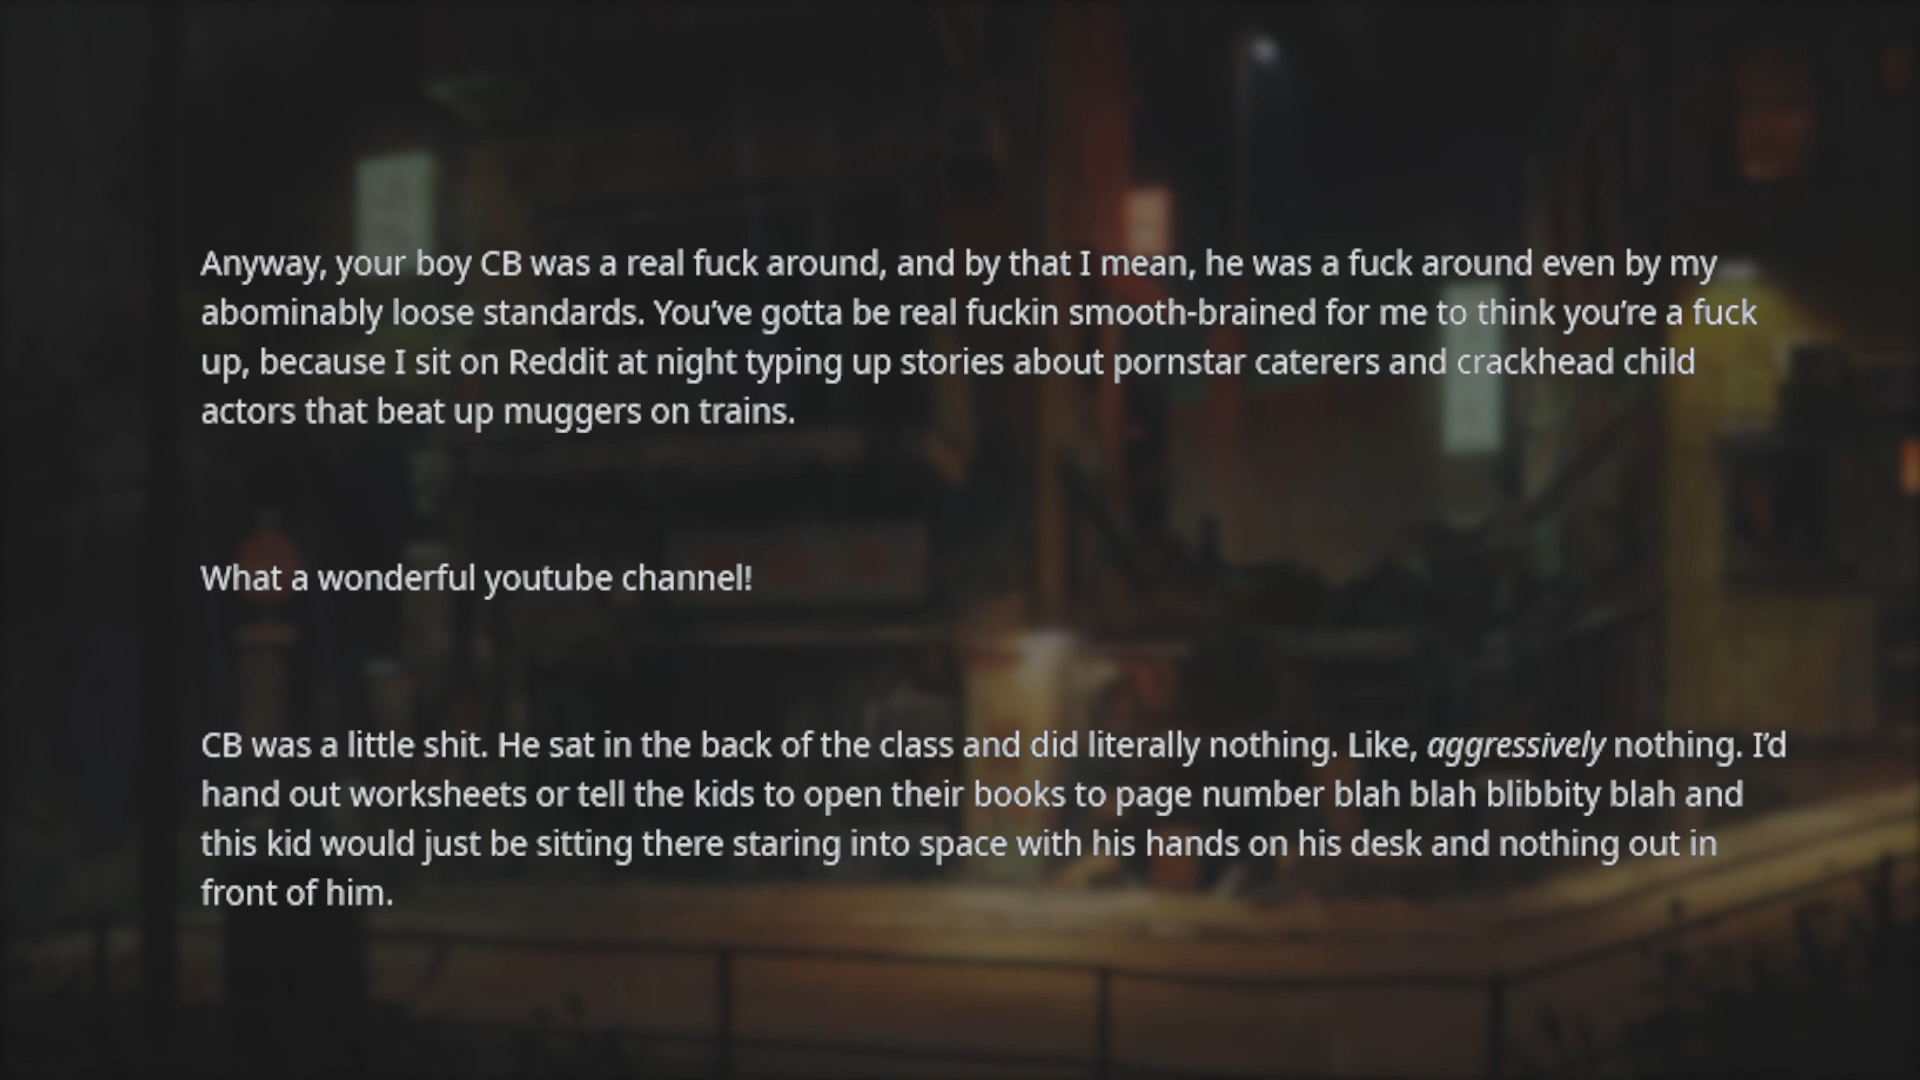 Anyway, your boy CB was a real fuck around, and by that I mean, he was a fuck around even by my
abominably loose standards. You’ve gotta be real fuckin smooth-brained for me to think you’re a fuck
up, because I sit on Reddit at night typing up stories about pornstar caterers and crackhead child
actors that beat up muggers on trains.
What a wonderful youtube channel!
CB was a little shit. He sat in the back of the class and did literally nothing. Like, aggressively nothing. I’d
hand out worksheets or tell the kids to open their books to page number blah blah blibbity blah and
this kid would just be sitting there staring into space with his hands on his desk and nothing out in
front of him.